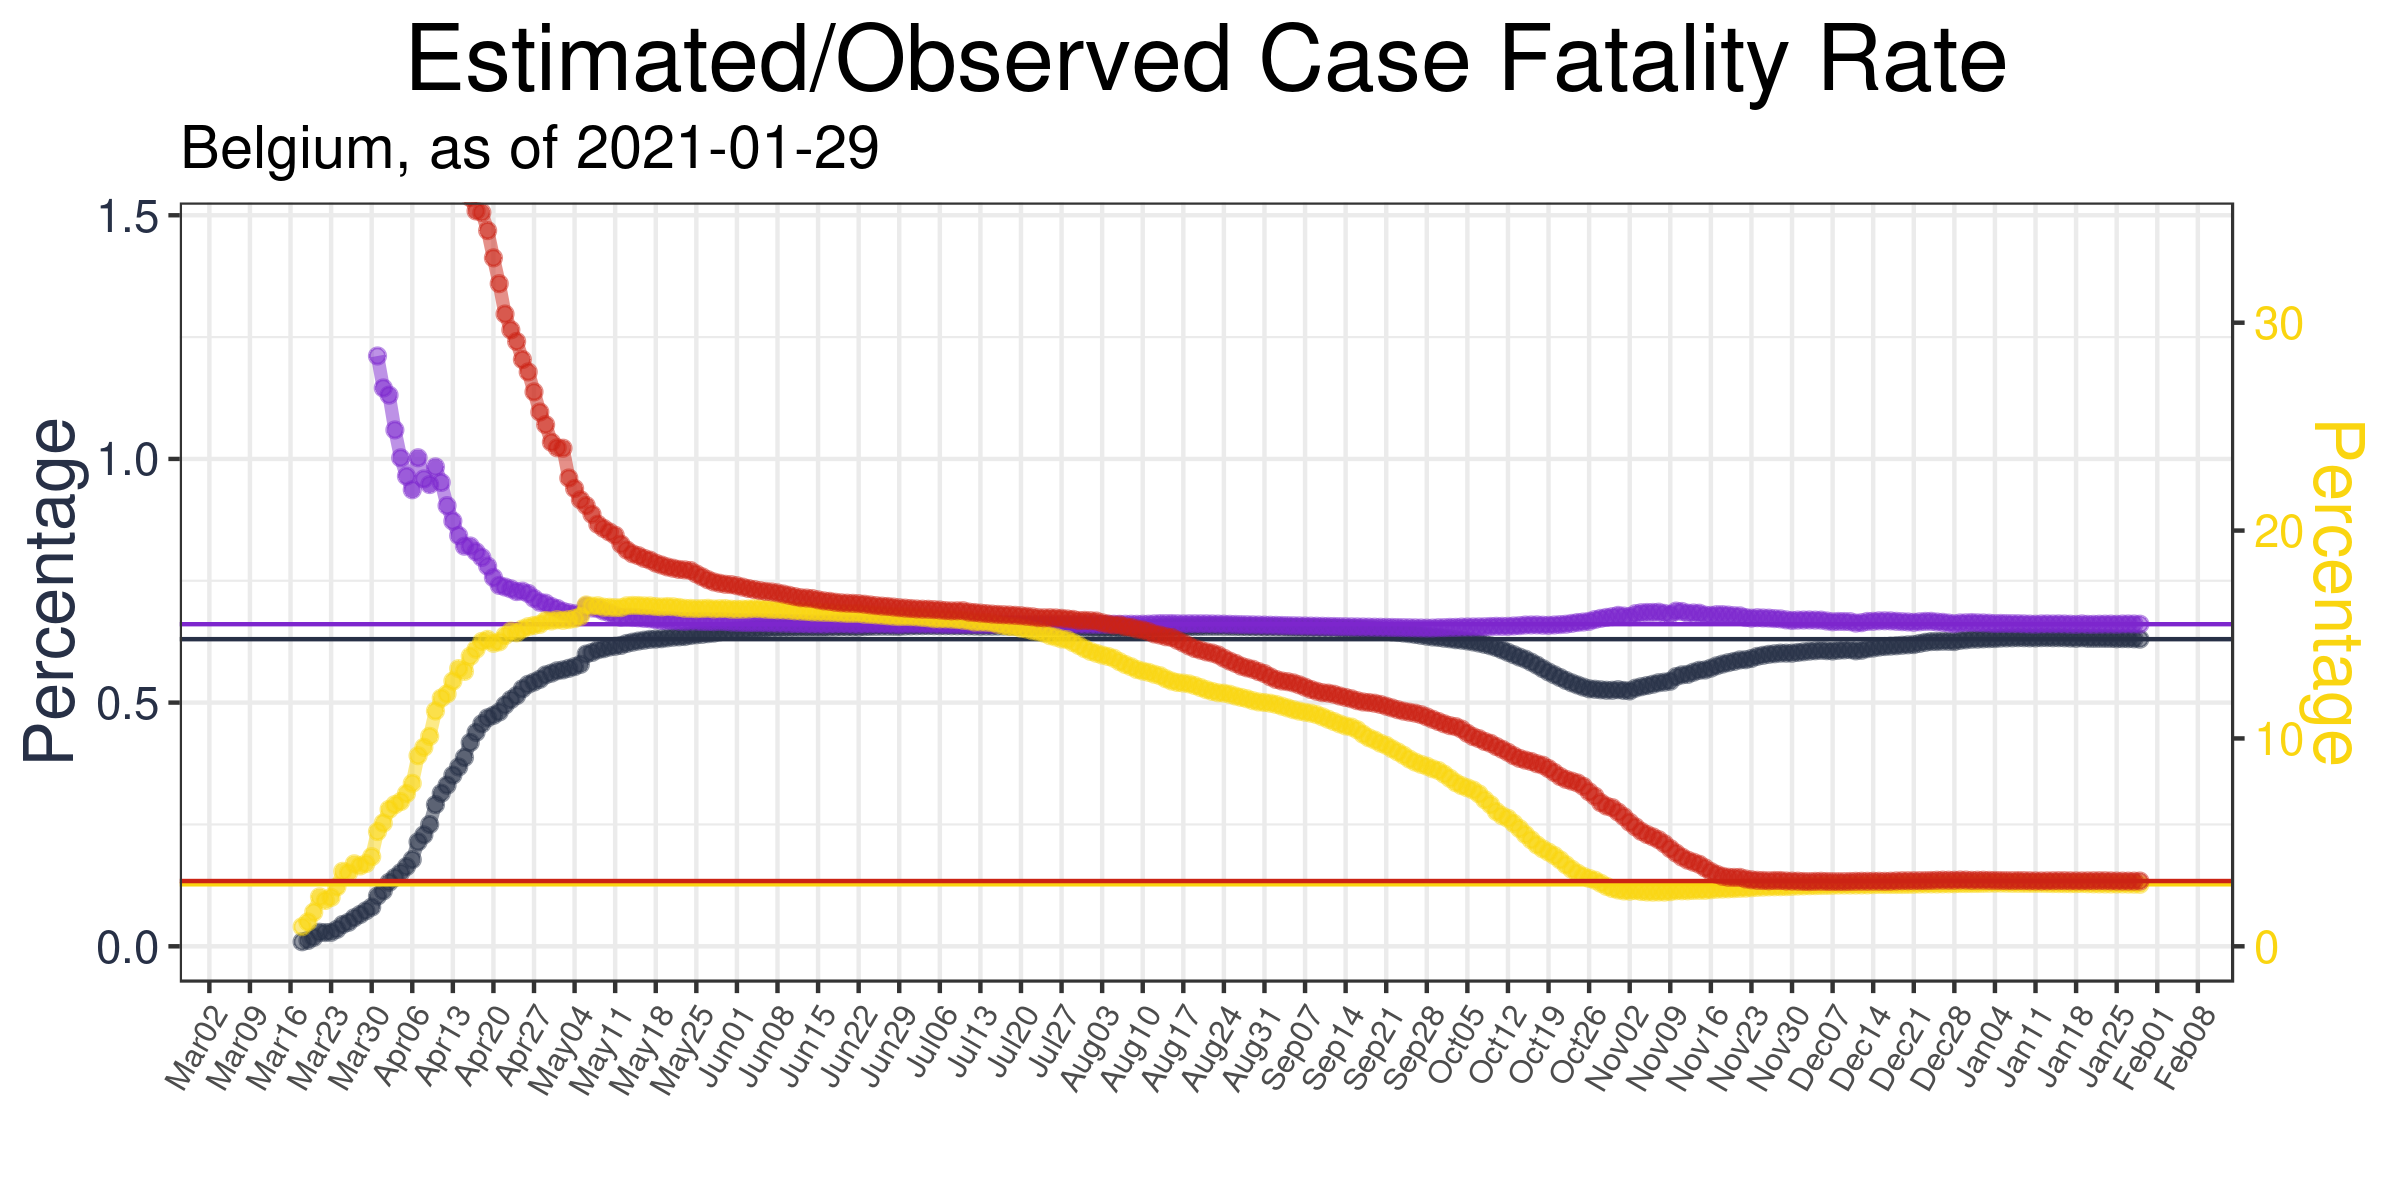 Estimated/Observed Case Fatality Rate
Belgium, as of 2021-01-29
Percentage
1.5
1.0
0.5
0.0
30
20
10
0
Percentage
Mar02
Mar09
Mar16
Mar23
Mar30
Apr06
Apr13
Apr20
Apr27
May04
May11
May18
May25
Jun01
Jun08
Jun15
Jun22
Jun29
Jul06
Jul13
Jul20
Jul27
Aug03
Aug10
Aug17
Aug24
Aug31
Sep07
Sep14
Sep21
Sep28
Oct05
Oct12
Oct19
Oct26
Nov02
Nov09
Nov16
Nov23
Nov30
Dec07
Dec14
Dec21
Dec28
Jan04
Jan11
Jan18
Jan25
Feb01
Feb08